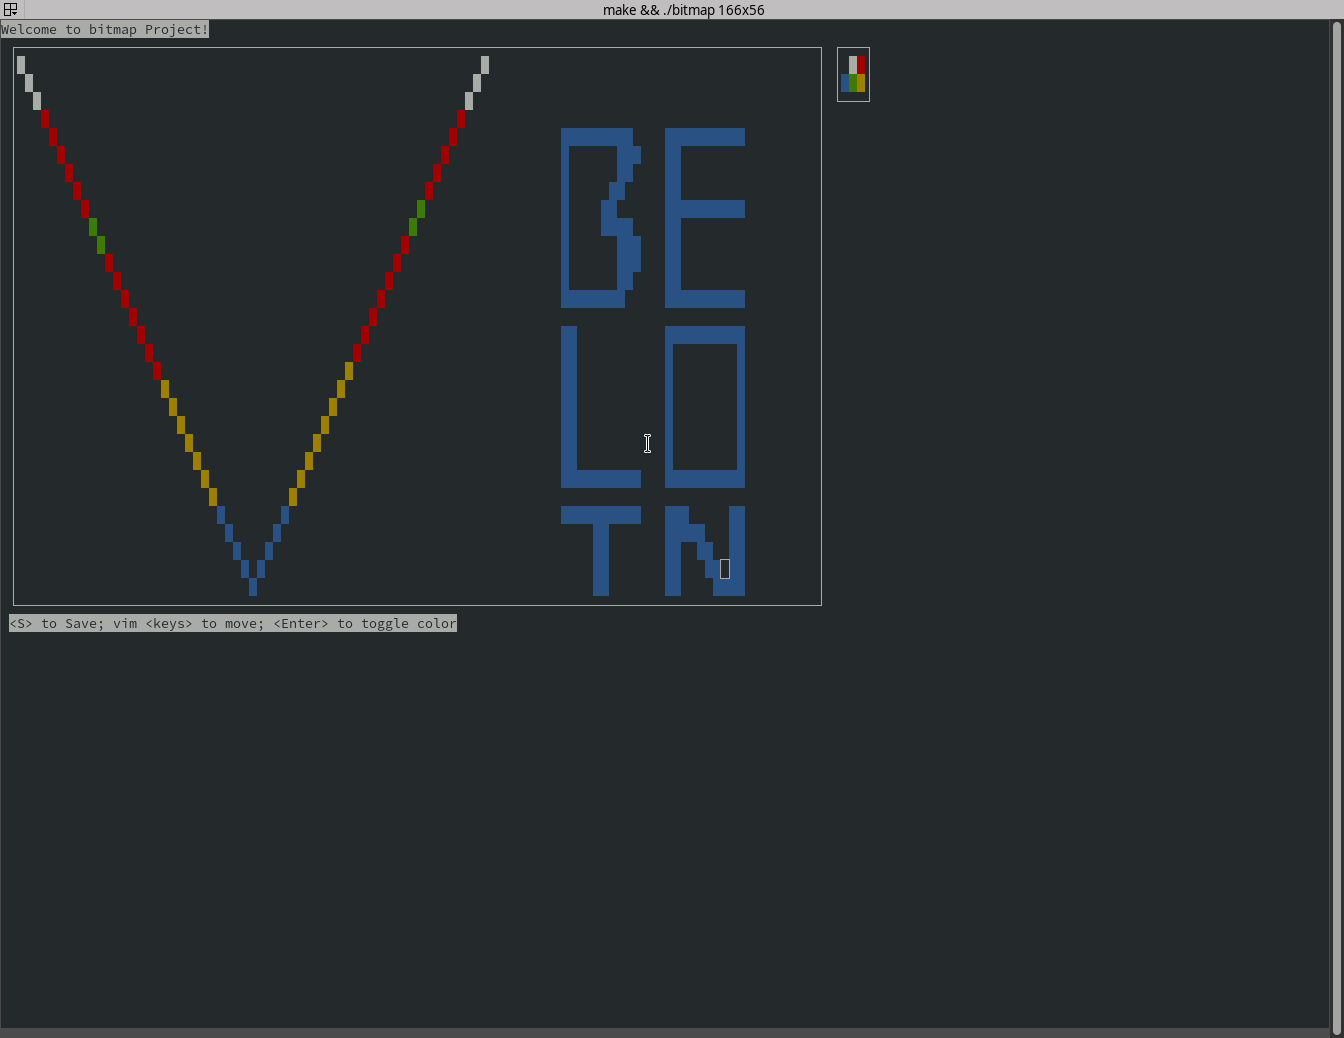 make && ./bitmap 166x56
Welcome to bitmap Project!
V
BE
LO
TN
<S> to Save; vim <keys> to move; <Enter> to toggle color